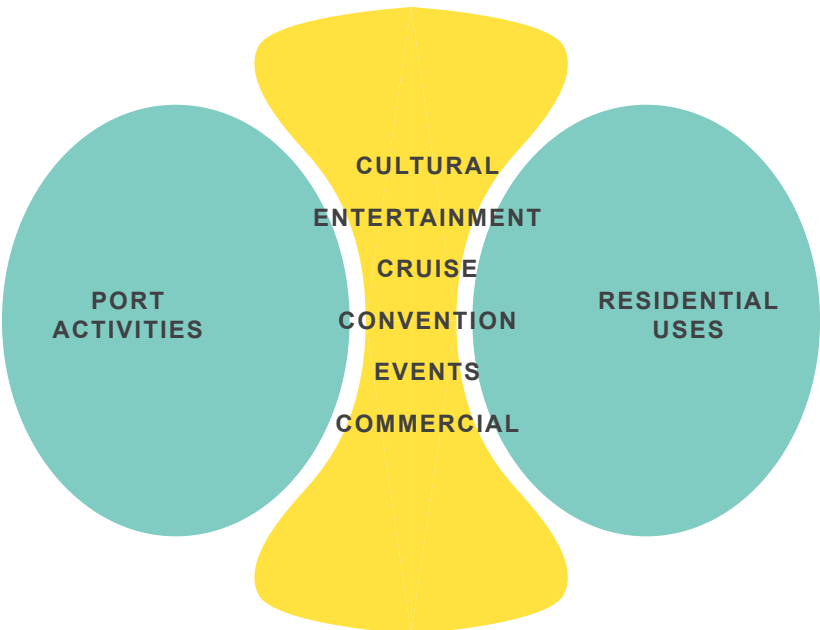 PORT
ACTIVITIES
CULTURAL
ENTERTAINMENT
CRUISE
CONVENTION
EVENTS
COMMERCIAL
RESIDENTIAL
USES